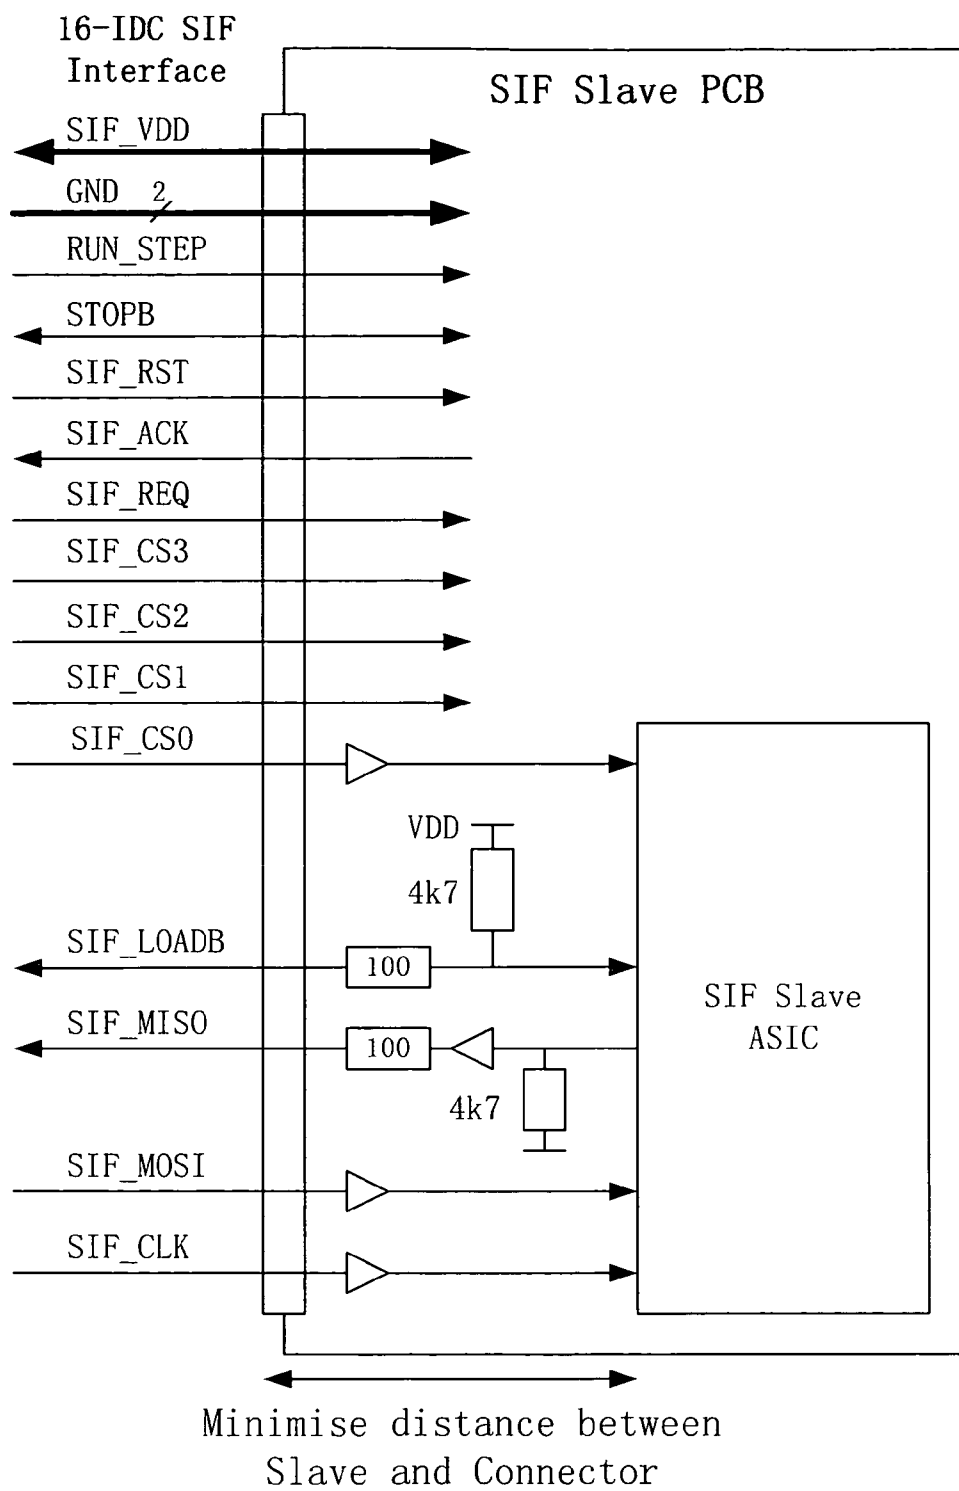 16-IDC SIF
Interface
SIF Slave PCB
SIF_VDD
GND 2
RUN_STEP
STOPB
SIF_RST
SIF_ACK
SIF_REQ
SIF_CS3
SIF_CS2
SIF_CS1
SIF_CS0
VDD
4k7
SIF_LOADB
100
SIF_MISO
100
4k7
SIF Slave
ASIC
SIF_MOSI
SIF_CLK
Minimise distance between
Slave and Connector